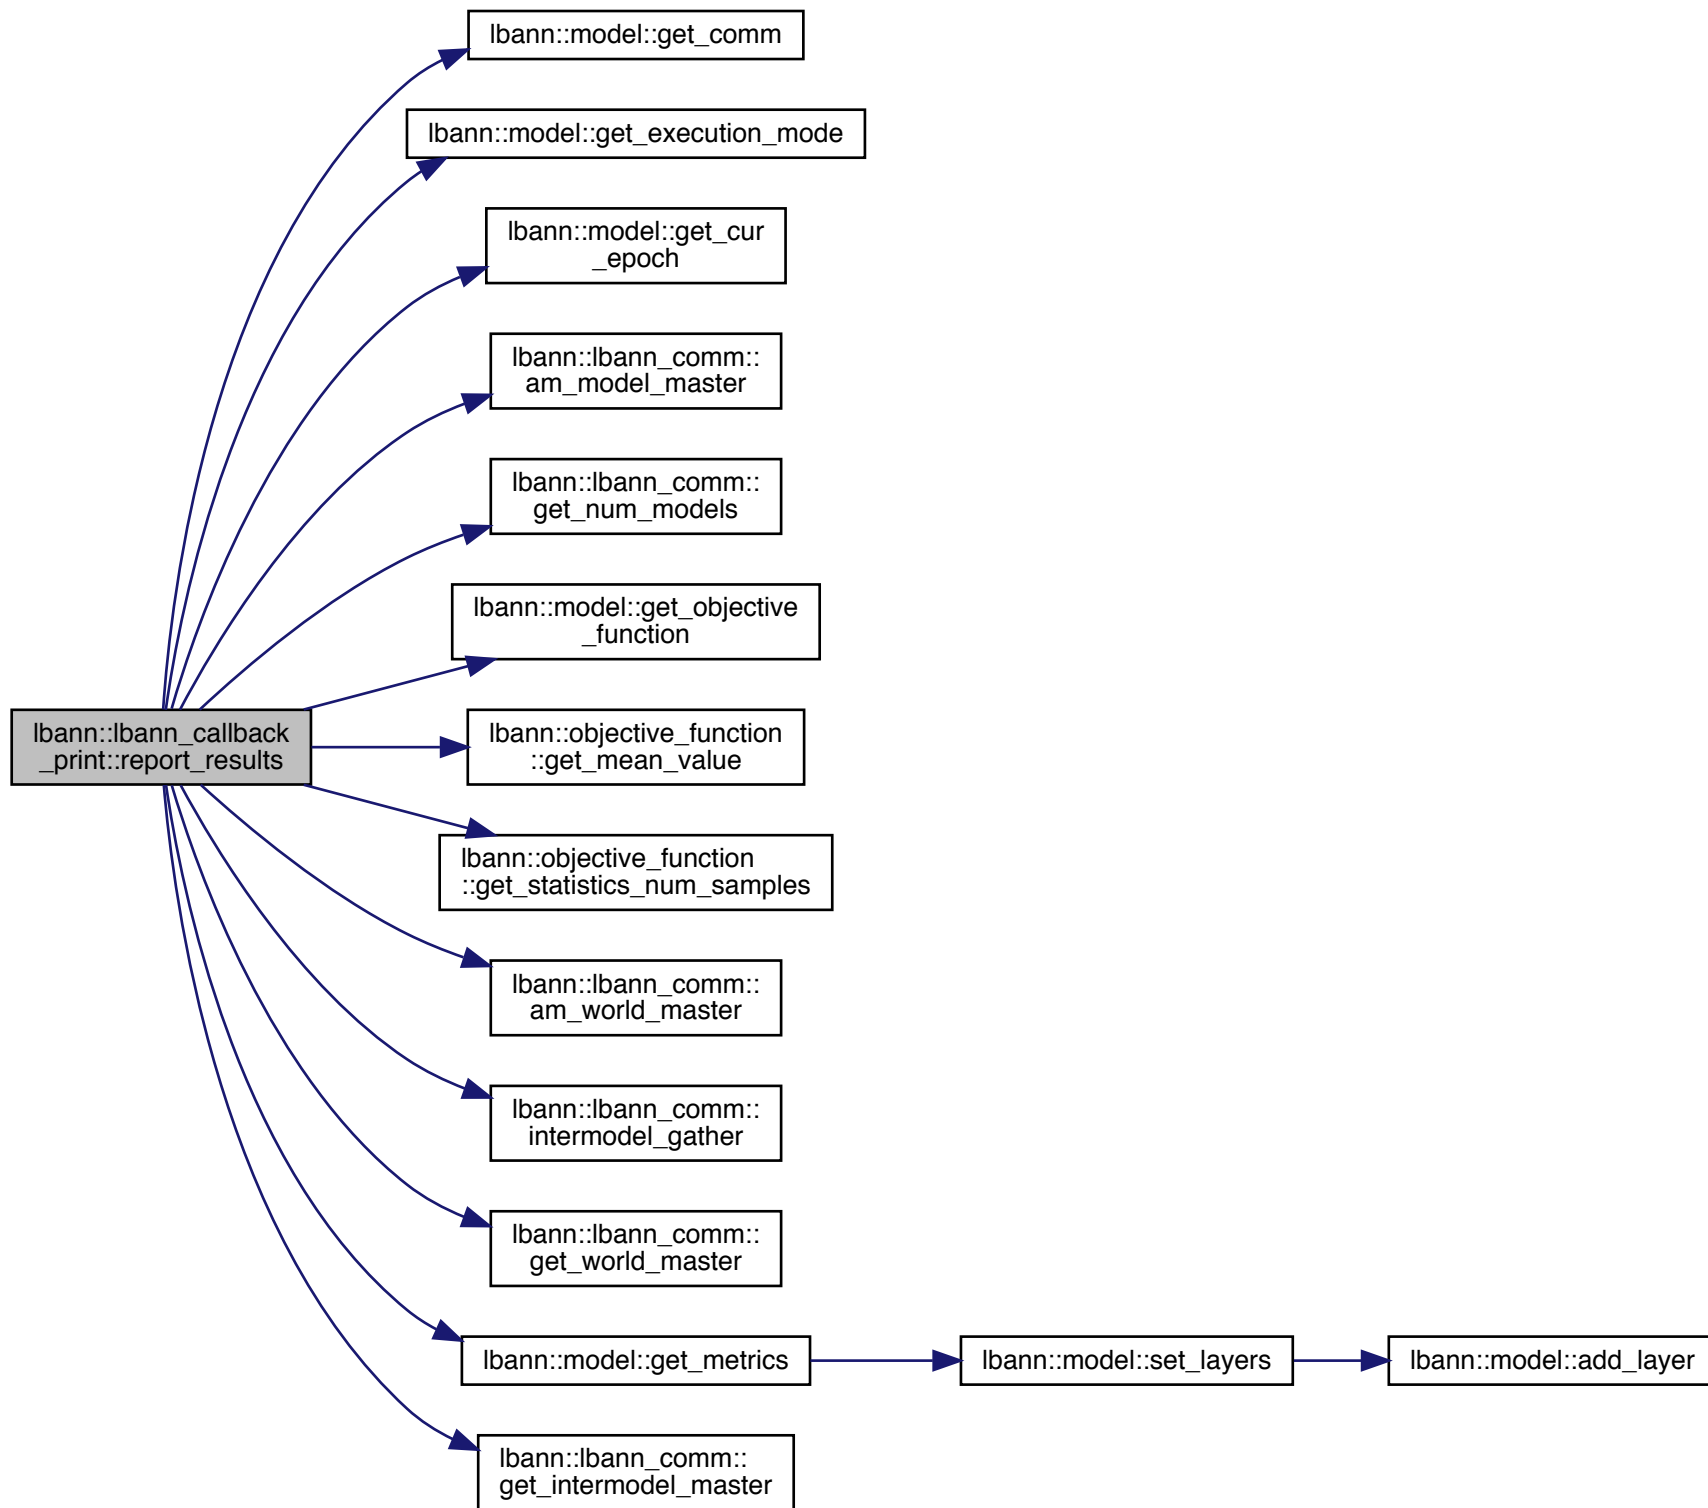 lbann::model::get_comm
lbann::model::get_execution_mode
lbann::model::get_cur
_epoch
lbann::lbann_comm::
am_model_master
lbann::lbann_comm::
get_num_models
lbann::model::get_objective
_function
lbann::lbann_callback
_print::report_results
lbann::objective_function
::get_mean_value
lbann::objective_function
::get_statistics_num_samples
lbann::lbann_comm::
am_world_master
lbann::lbann_comm::
intermodel_gather
lbann::lbann_comm::
get_world_master
lbann::model::get_metrics
lbann::model::set_layers
lbann::model::add_layer
lbann::lbann_comm::
get_intermodel_master